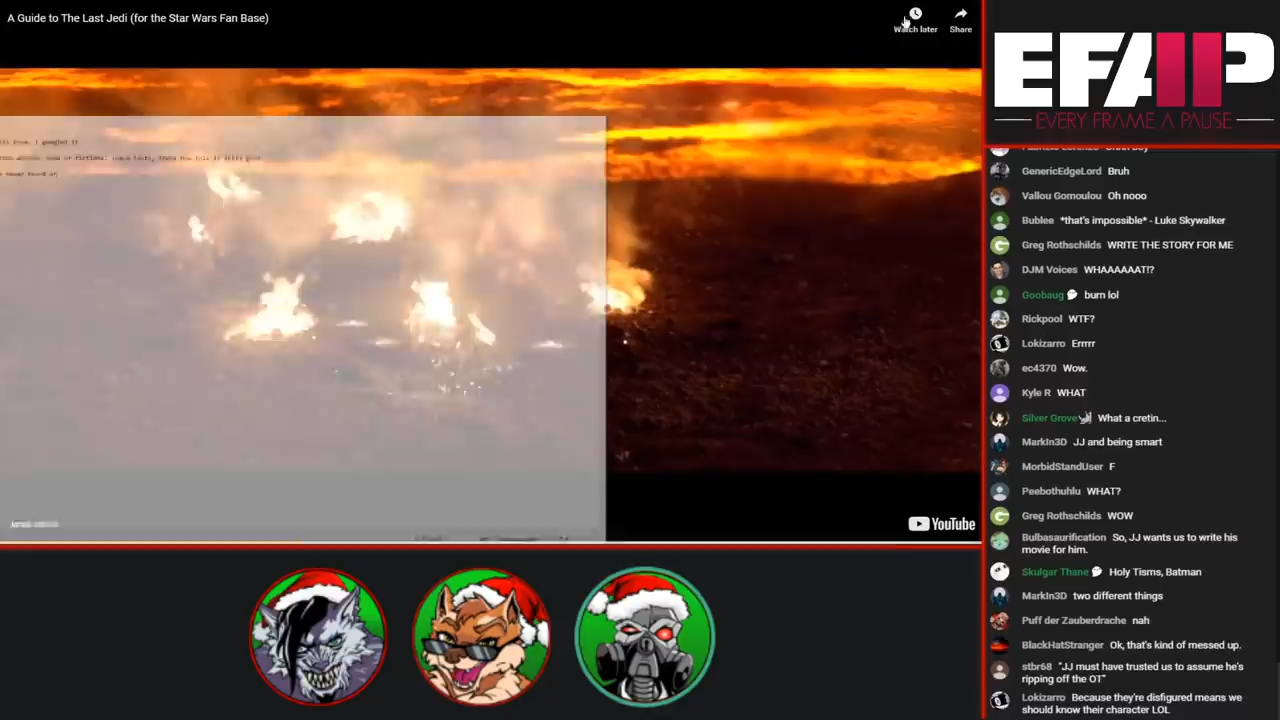 A Guide to The Last Jedi (for the Star Wars Fan Base)
Watch later
Share
YouTube
EFAP
EVERY FRAME A PAUSE
GenericEdgeLord Bruh
Vallou Gomoulou Oh nooo
Bublee *that's impossible* - Luke Skywalker
Greg Rothschilds WRITE THE STORY FOR ME
DJM Voices WHAAAAAAT!?
Goobaug burn lol
Rickpool WTF?
Lokizarro Errrrr
ec4370 Wow.
Kyle R WHAT
Silver Grove What a cretin...
MarkIn3D JJ and being smart
MorbidStandUser F
Peebothuhlu WHAT?
Greg Rothschilds WOW
Bulbasaurification So, JJ wants us to write his
movie for him.
Skulgar Thane Holy Tisms, Batman
MarkIn3D two different things
Puff der Zauberdrache nah
BlackHatStranger Ok, that's kind of messed up.
stbr68 "JJ must have trusted us to assume he's
ripping off the OT"
Lokizarro Because they're disfigured means we
should know their character LOL